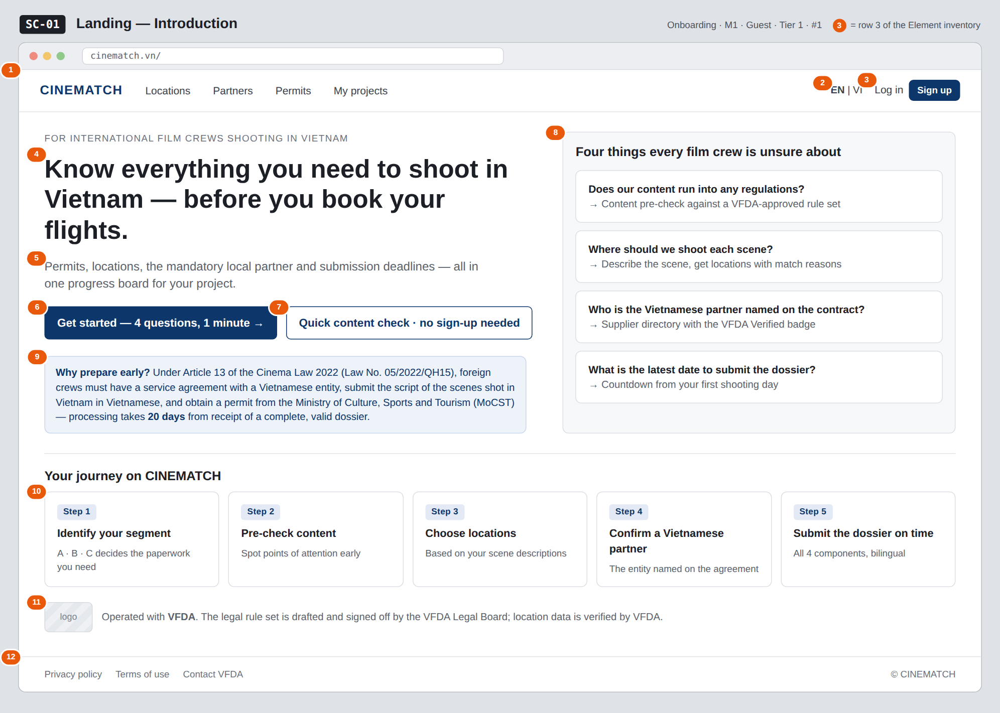 SC-01 Landing — Introduction
Onboarding · M1 · Guest · Tier 1 · #1 3 = row 3 of the Element inventory
cinematch.vn/
1
CINEMATCH Locations Partners Permits My projects
2 EN | VI 3 Log in Sign up
FOR INTERNATIONAL FILM CREWS SHOOTING IN VIETNAM
4
Know everything you need to shoot in
Vietnam — before you book your
flights.
5
Permits, locations, the mandatory local partner and submission deadlines — all in
one progress board for your project.
6
Get started — 4 questions, 1 minute →
7
Quick content check · no sign-up needed
8
Four things every film crew is unsure about
Does our content run into any regulations?
→ Content pre-check against a VFDA-approved rule set
Where should we shoot each scene?
→ Describe the scene, get locations with match reasons
Who is the Vietnamese partner named on the contract?
→ Supplier directory with the VFDA Verified badge
What is the latest date to submit the dossier?
→ Countdown from your first shooting day
9
Why prepare early? Under Article 13 of the Cinema Law 2022 (Law No. 05/2022/QH15), foreign
crews must have a service agreement with a Vietnamese entity, submit the script of the scenes shot in
Vietnam in Vietnamese, and obtain a permit from the Ministry of Culture, Sports and Tourism (MoCST)
— processing takes 20 days from receipt of a complete, valid dossier.
Your journey on CINEMATCH
10
Step 1
Identify your segment
A · B · C decides the paperwork
you need
Step 2
Pre-check content
Spot points of attention early
Step 3
Choose locations
Based on your scene descriptions
Step 4
Confirm a Vietnamese
partner
The entity named on the agreement
Step 5
Submit the dossier on time
All 4 components, bilingual
11
logo
Operated with VFDA. The legal rule set is drafted and signed off by the VFDA Legal Board; location data is verified by VFDA.
12
Privacy policy Terms of use Contact VFDA
© CINEMATCH